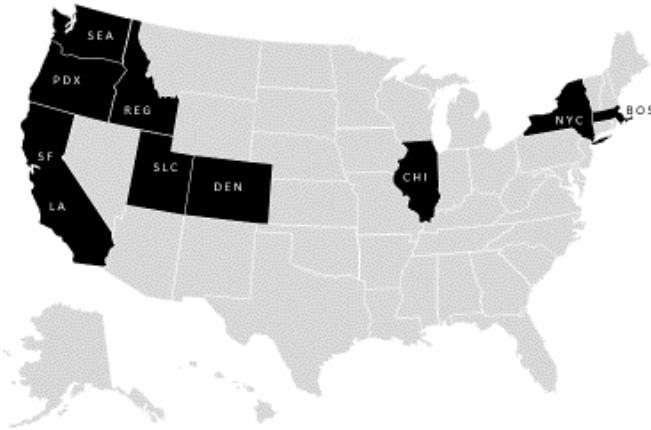 SEA
PDX
REG
SF
SLC
DEN
LA
CHI
NYC
BOS